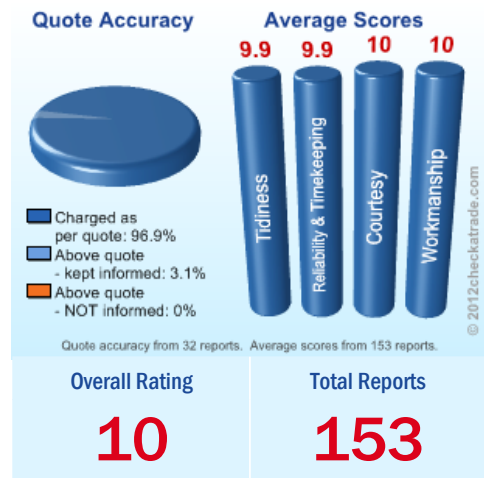 Quote Accuracy
Average Scores
9.9
9.9
10
10
Tidiness
Reliability & Timekeeping
Courtesy
Workmanship
Charged as
per quote: 96.9%
Above quote
- kept informed: 3.1%
Above quote
- NOT informed: 0%
© 2012checkatrade.com
Quote accuracy from 32 reports. Average scores from 153 reports.
Overall Rating
10
Total Reports
153